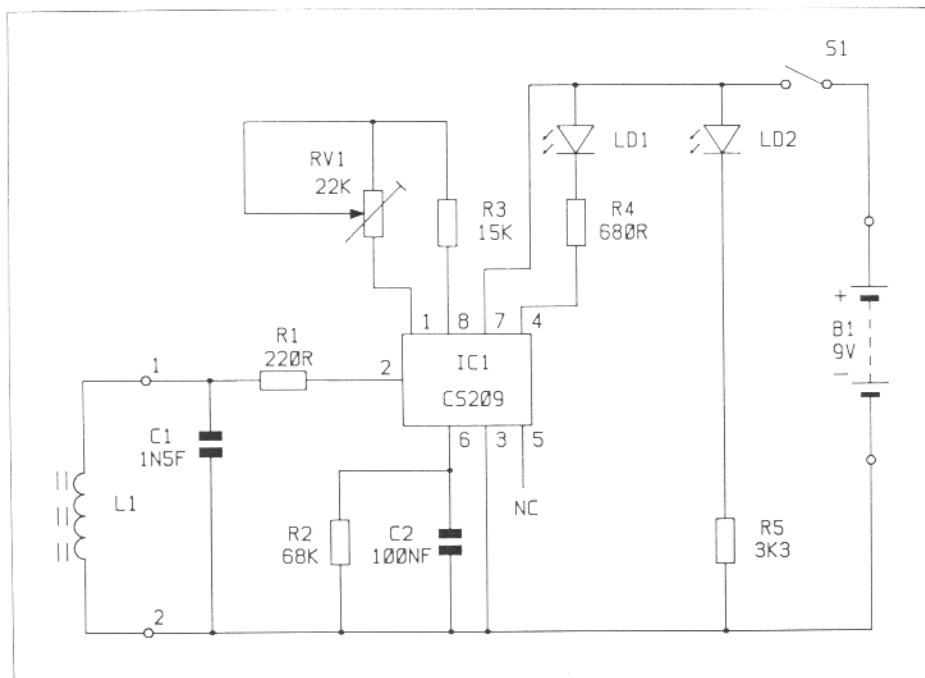 S1
RV1
22K
R3
15K
LD1
LD2
R4
680R
1 8 7 4
R1
220R
2
IC1
CS209
+
B1
9V
−
1
C1
1N5F
6 3 5
L1
NC
R2
68K
C2
100NF
R5
3K3
2